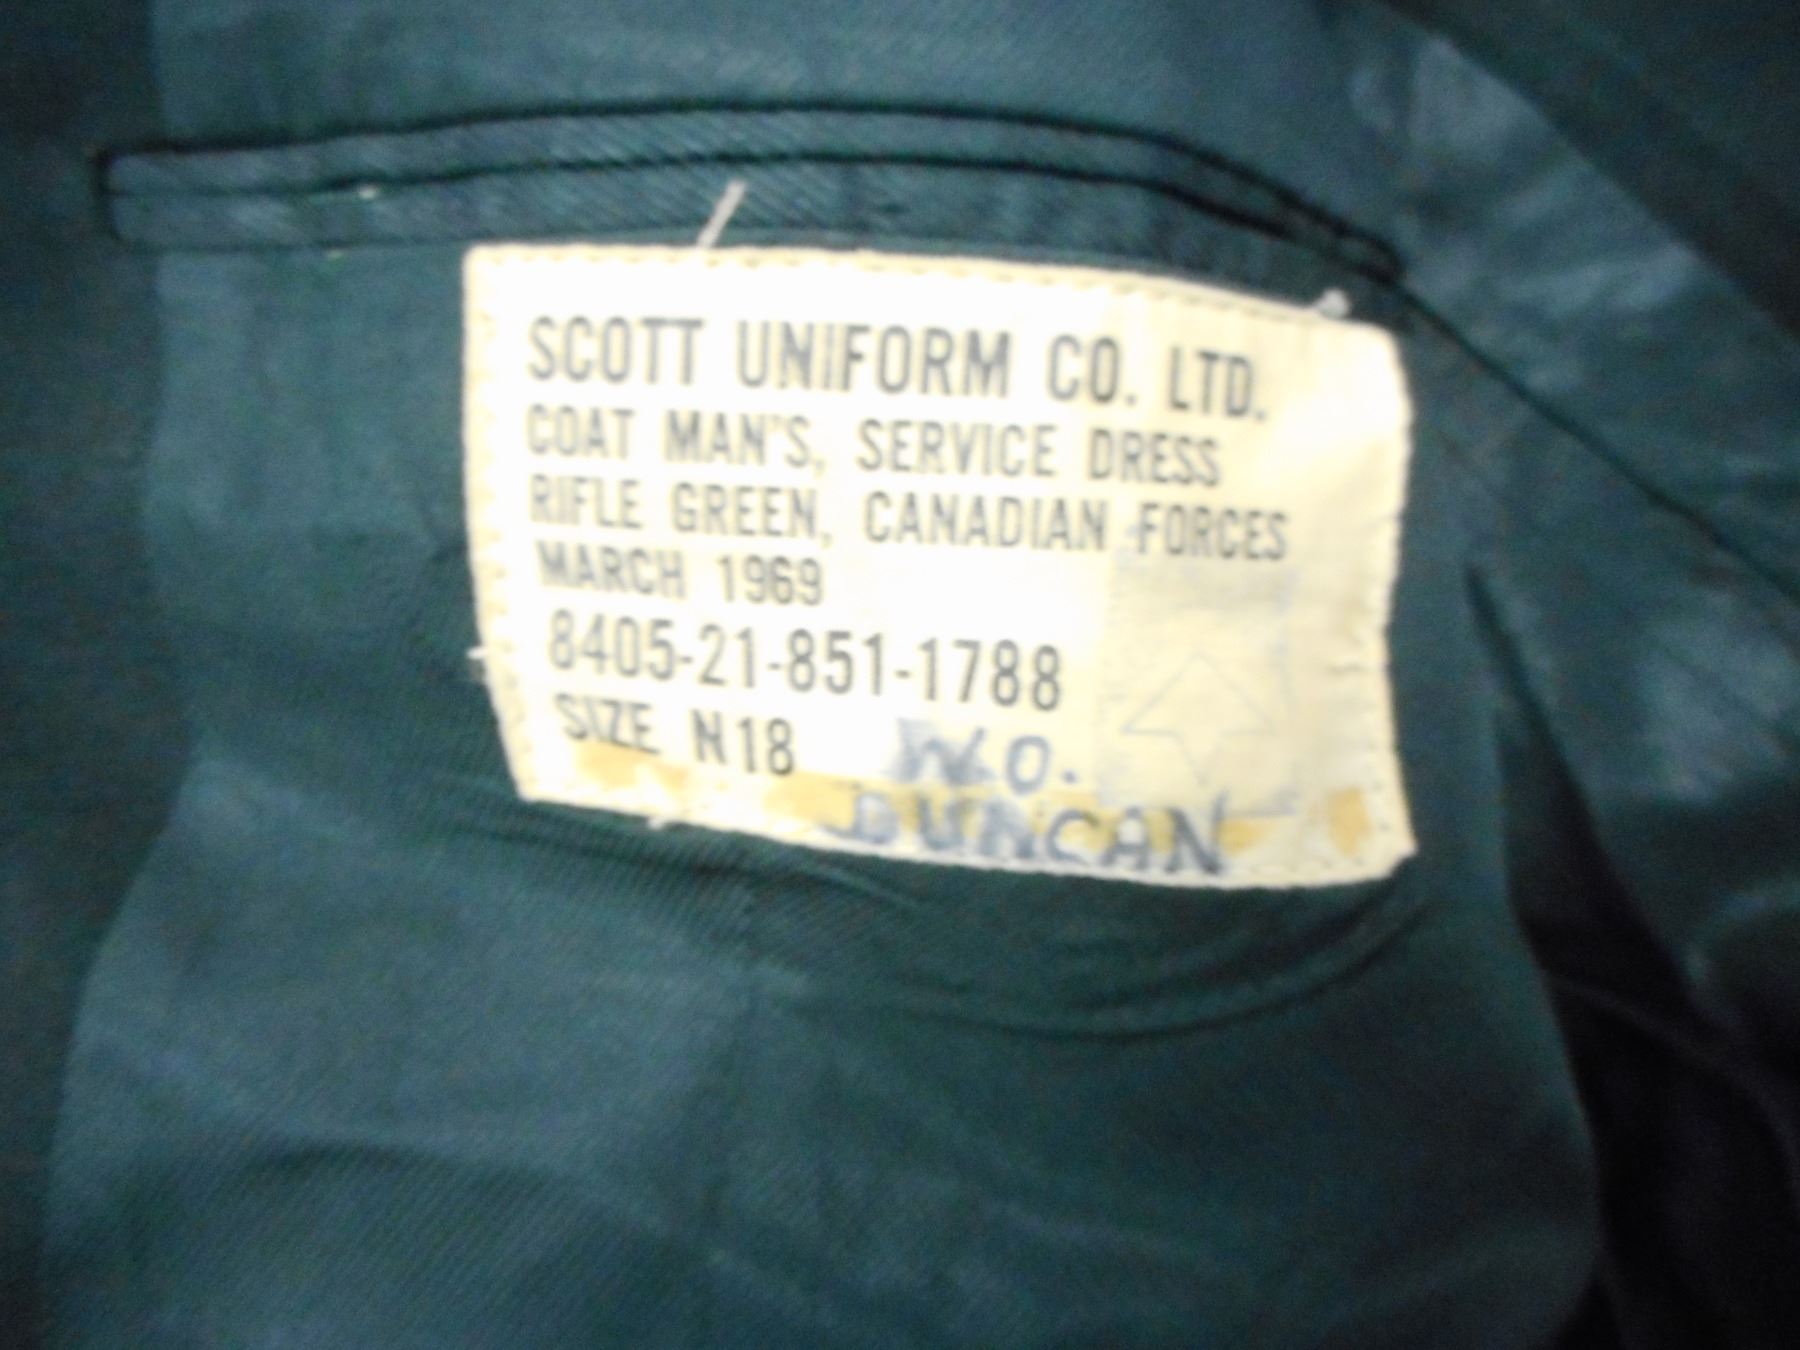 SCOTT UNIFORM CO. LTD.
COAT MAN'S, SERVICE DRESS
RIFLE GREEN, CANADIAN FORCES
MARCH 1969
8405-21-851-1788
SIZE N18
W.O.
DUNCAN